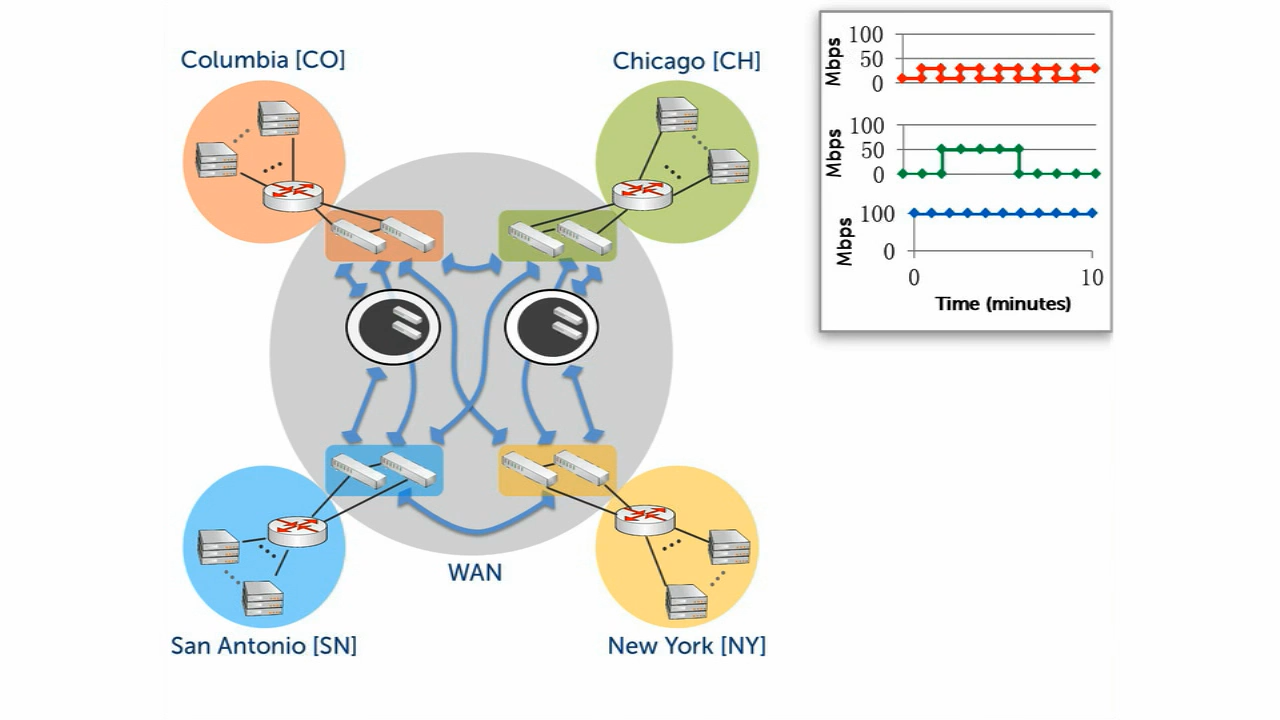 Columbia [CO]
Chicago [CH]
WAN
San Antonio [SN]
New York [NY]
Mbps
100
50
0
Mbps
100
50
0
Mbps
100
0
0
10
Time (minutes)